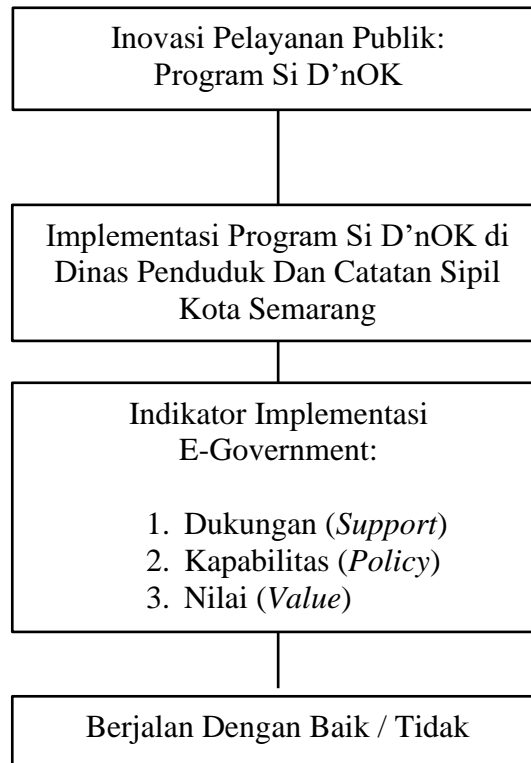 Inovasi Pelayanan Publik:
Program Si D’nOK
Implementasi Program Si D’nOK di
Dinas Penduduk Dan Catatan Sipil
Kota Semarang
Indikator Implementasi
E-Government:
1. Dukungan (Support)
2. Kapabilitas (Policy)
3. Nilai (Value)
Berjalan Dengan Baik / Tidak